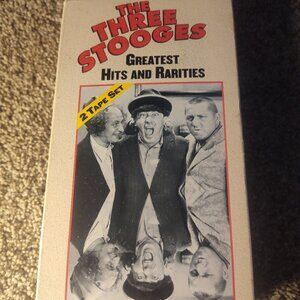 THE
THREE
STOOGES
GREATEST
HITS AND RARITIES
2 TAPE SET